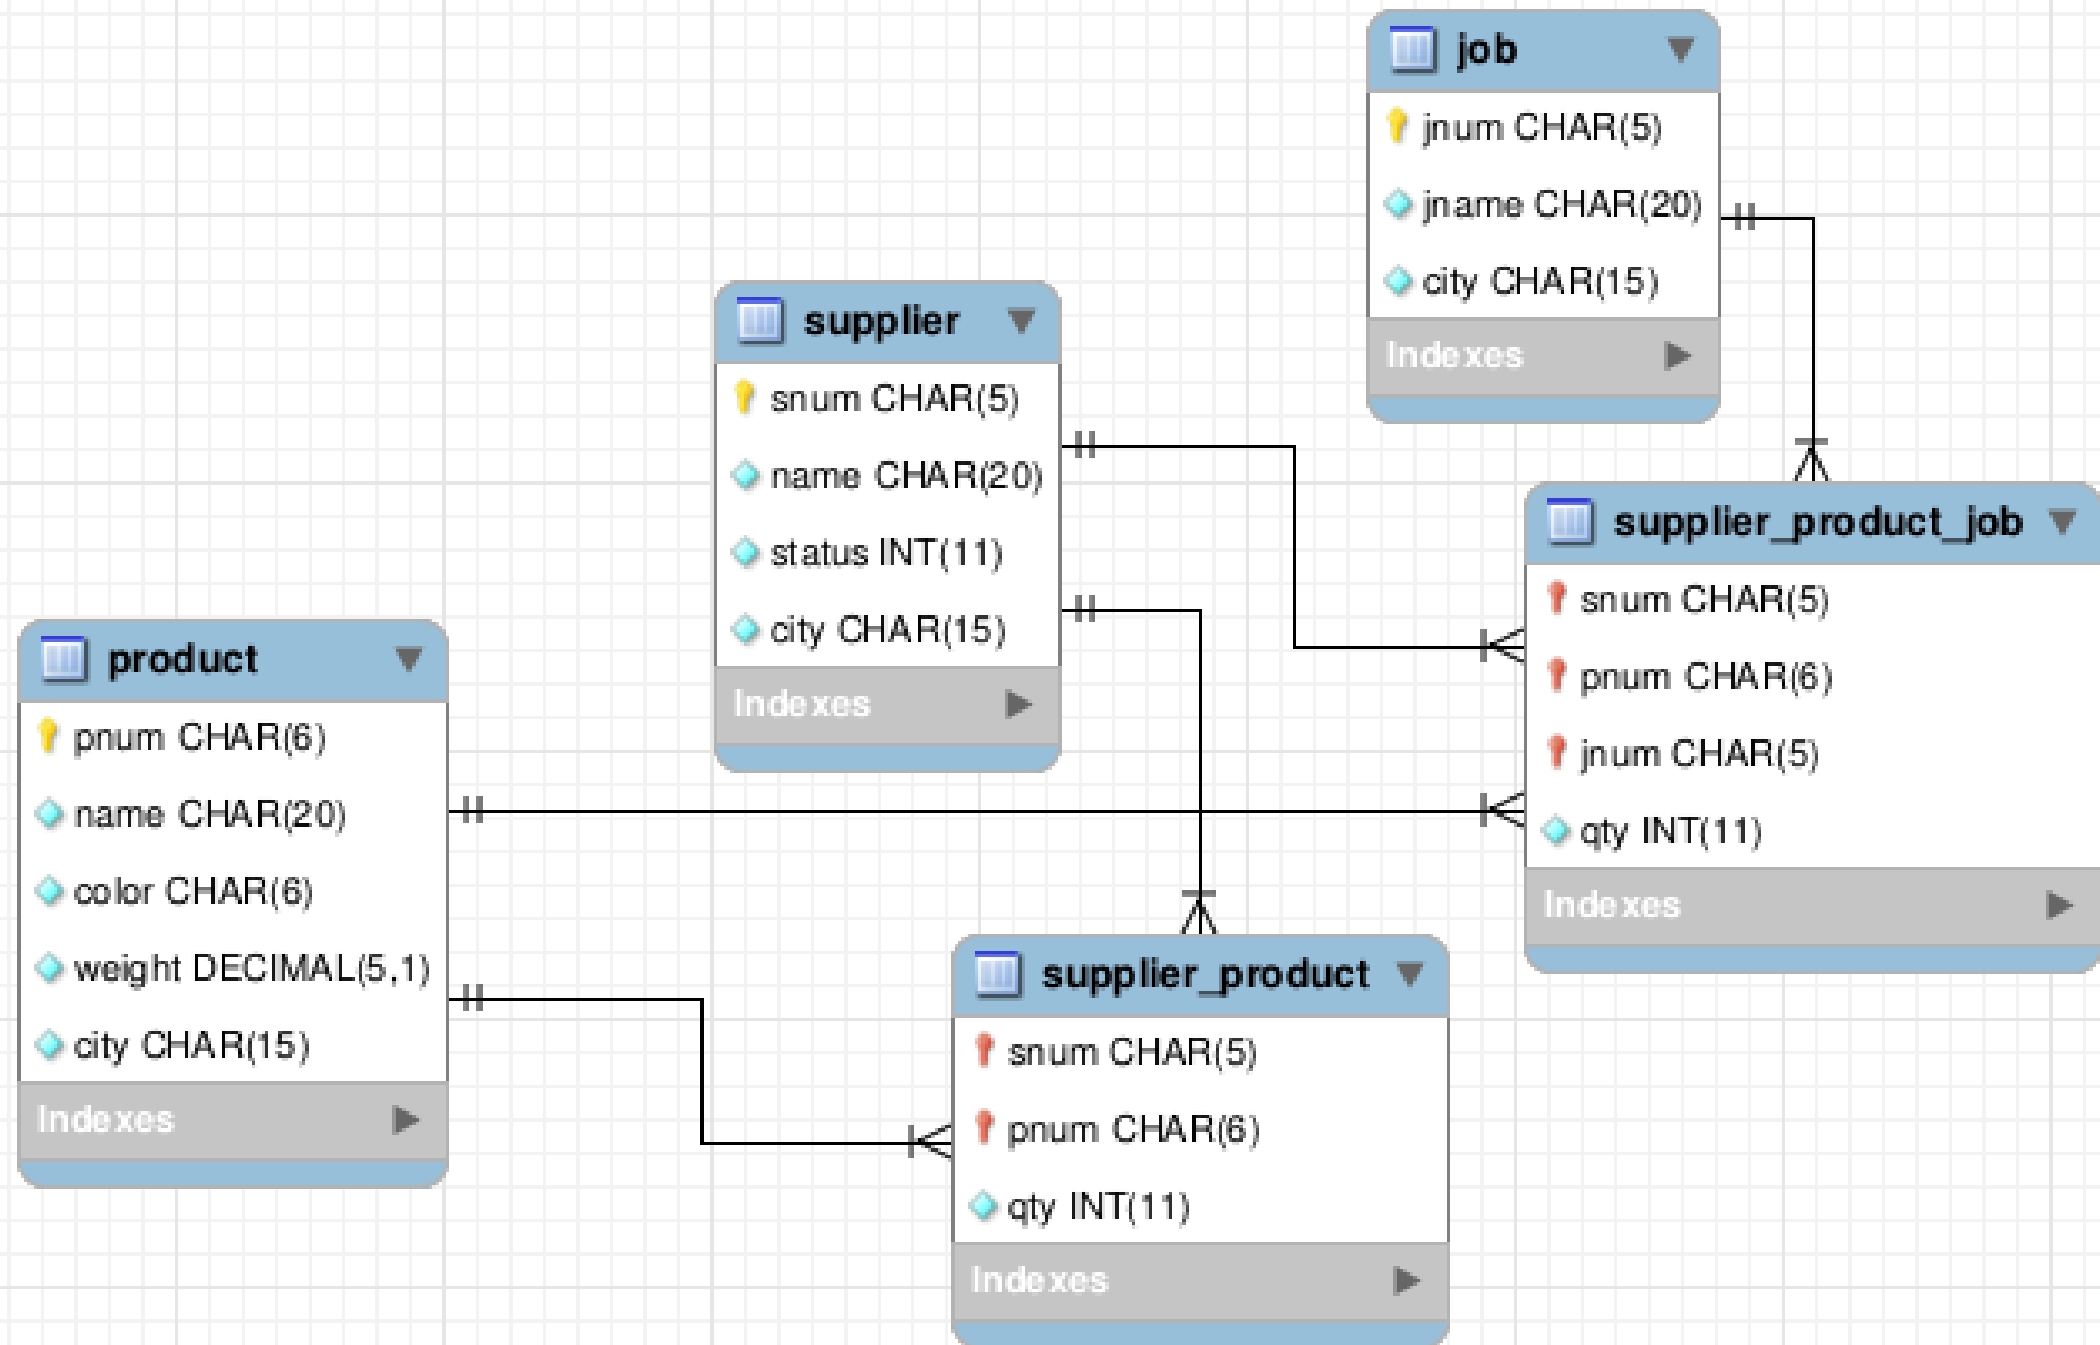 job
jnum CHAR(5)
jname CHAR(20)
city CHAR(15)
Indexes
supplier
snum CHAR(5)
name CHAR(20)
status INT(11)
city CHAR(15)
Indexes
supplier_product_job
snum CHAR(5)
pnum CHAR(6)
jnum CHAR(5)
qty INT(11)
Indexes
product
pnum CHAR(6)
name CHAR(20)
color CHAR(6)
weight DECIMAL(5,1)
city CHAR(15)
Indexes
supplier_product
snum CHAR(5)
pnum CHAR(6)
qty INT(11)
Indexes